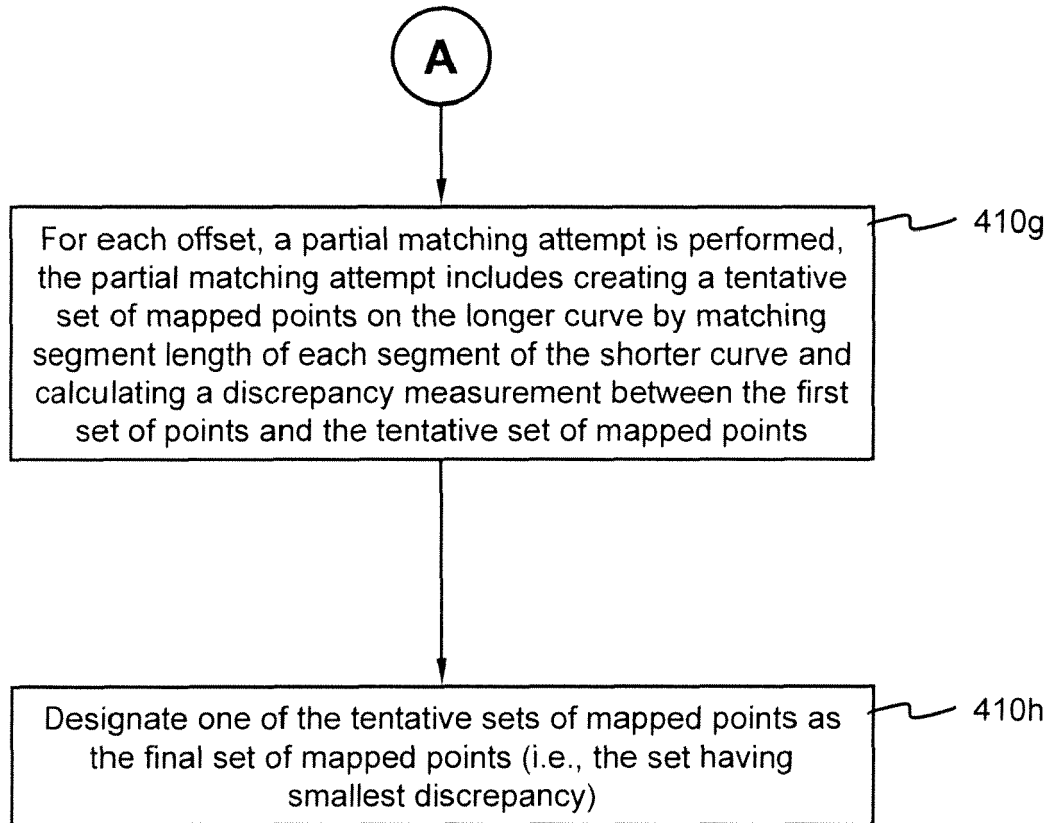 A
For each offset, a partial matching attempt is performed,
the partial matching attempt includes creating a tentative
set of mapped points on the longer curve by matching
segment length of each segment of the shorter curve and
calculating a discrepancy measurement between the first
set of points and the tentative set of mapped points
410g
Designate one of the tentative sets of mapped points as
the final set of mapped points (i.e., the set having
smallest discrepancy)
410h